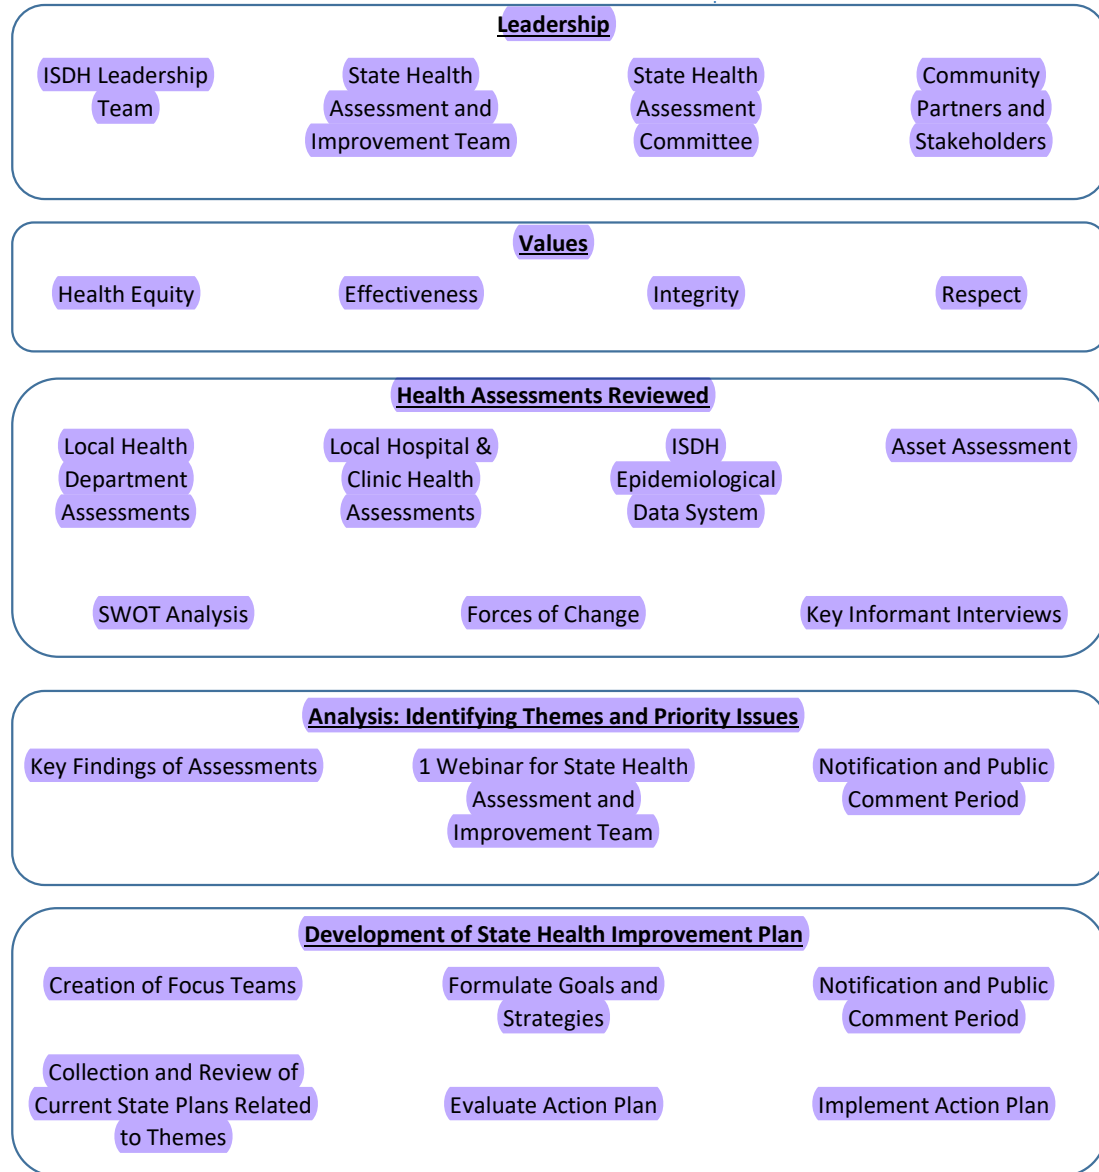 Leadership
ISDH Leadership
Team
State Health
Assessment and
Improvement Team
State Health
Assessment
Committee
Community
Partners and
Stakeholders
Values
Health Equity
Effectiveness
Integrity
Respect
Health Assessments Reviewed
Local Health
Department
Assessments
Local Hospital &
Clinic Health
Assessments
ISDH
Epidemiological
Data System
Asset Assessment
SWOT Analysis
Forces of Change
Key Informant Interviews
Analysis: Identifying Themes and Priority Issues
Key Findings of Assessments
1 Webinar for State Health
Assessment and
Improvement Team
Notification and Public
Comment Period
Development of State Health Improvement Plan
Creation of Focus Teams
Formulate Goals and
Strategies
Notification and Public
Comment Period
Collection and Review of
Current State Plans Related
to Themes
Evaluate Action Plan
Implement Action Plan